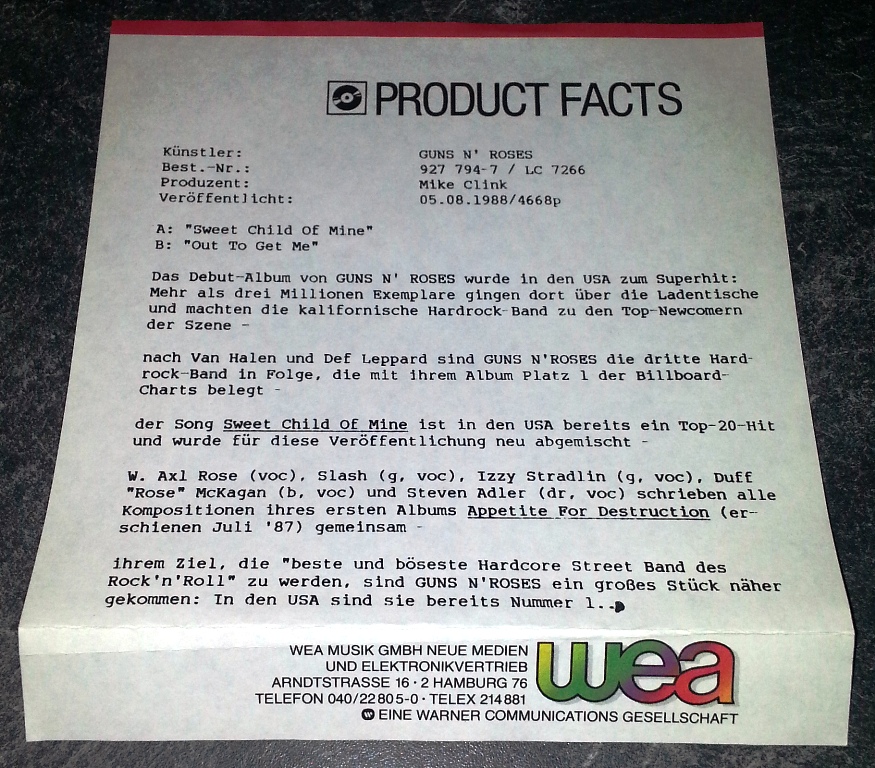 PRODUCT FACTS
Künstler: GUNS N' ROSES
Best.-Nr.: 927 794-7 / LC 7266
Produzent: Mike Clink
Veröffentlicht: 05.08.1988/4668p
A: "Sweet Child Of Mine"
B: "Out To Get Me"
Das Debut-Album von GUNS N' ROSES wurde in den USA zum Superhit:
Mehr als drei Millionen Exemplare gingen dort über die Ladentische
und machten die kalifornische Hardrock-Band zu den Top-Newcomern
der Szene -
nach Van Halen und Def Leppard sind GUNS N'ROSES die dritte Hard-
rock-Band in Folge, die mit ihrem Album Platz 1 der Billboard-
Charts belegt -
der Song Sweet Child Of Mine ist in den USA bereits ein Top-20-Hit
und wurde für diese Veröffentlichung neu abgemischt -
W. Axl Rose (voc), Slash (g, voc), Izzy Stradlin (g, voc), Duff
"Rose" McKagan (b, voc) und Steven Adler (dr, voc) schrieben alle
Kompositionen ihres ersten Albums Appetite For Destruction (er-
schienen Juli '87) gemeinsam -
ihrem Ziel, die "beste und böseste Hardcore Street Band des
Rock'n'Roll" zu werden, sind GUNS N'ROSES ein großes Stück näher
gekommen: In den USA sind sie bereits Nummer 1..
WEA MUSIK GMBH NEUE MEDIEN
UND ELEKTRONIKVERTRIEB
ARNDTSTRASSE 16 · 2 HAMBURG 76
TELEFON 040/22805-0 · TELEX 214881
EINE WARNER COMMUNICATIONS GESELLSCHAFT
wea